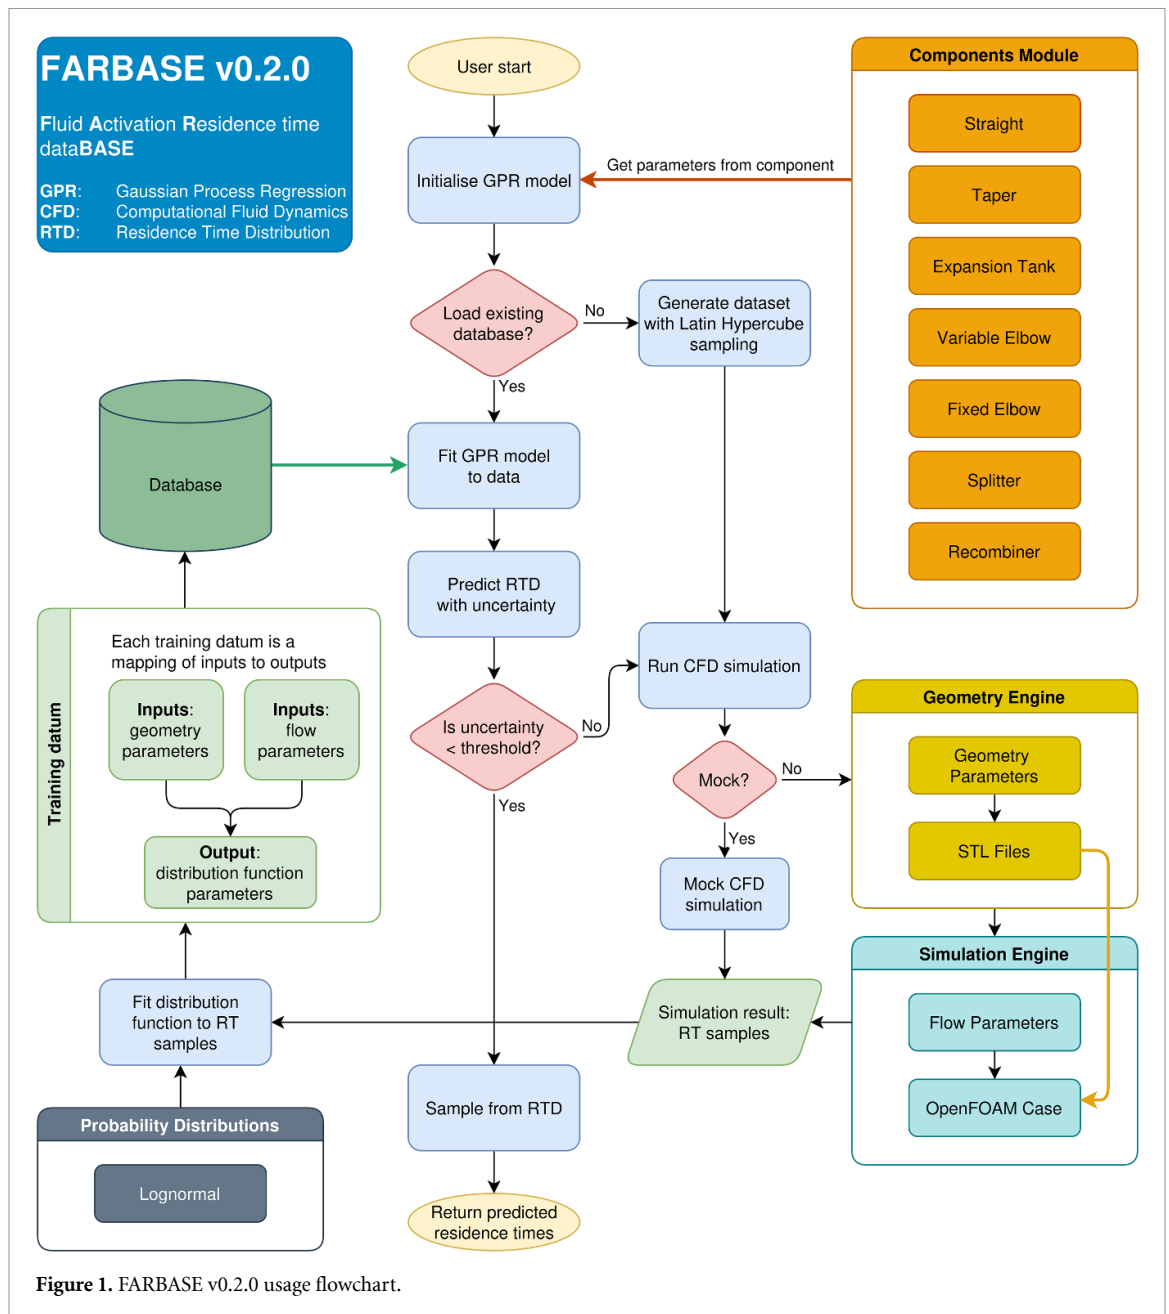 FARBASE v0.2.0
Fluid Activation Residence time
dataBASE
GPR: Gaussian Process Regression
CFD: Computational Fluid Dynamics
RTD: Residence Time Distribution
User start
Initialise GPR model
Get parameters from component
Components Module
Straight
Taper
Expansion Tank
Variable Elbow
Fixed Elbow
Splitter
Recombiner
Load existing
database?
No
Generate dataset
with Latin Hypercube
sampling
Yes
Database
Fit GPR model
to data
Predict RTD
with uncertainty
Is uncertainty
< threshold?
No
Yes
Run CFD simulation
Mock?
No
Yes
Mock CFD
simulation
Geometry Engine
Geometry
Parameters
STL Files
Simulation Engine
Flow Parameters
OpenFOAM Case
Simulation result:
RT samples
Training datum
Each training datum is a
mapping of inputs to outputs
Inputs:
geometry
parameters
Inputs:
flow
parameters
Output:
distribution function
parameters
Fit distribution
function to RT
samples
Probability Distributions
Lognormal
Sample from RTD
Return predicted
residence times
Figure 1. FARBASE v0.2.0 usage flowchart.